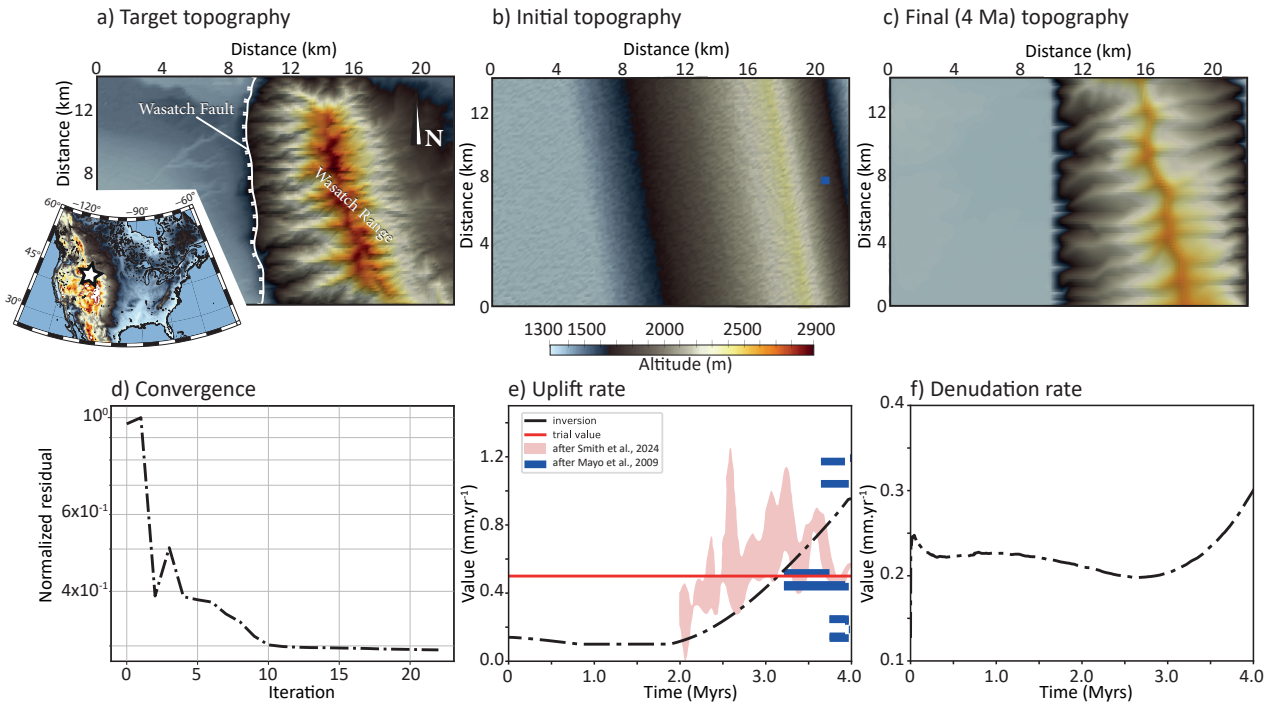 a) Target topography
Distance (km)
0 4 8 12 16 20
Distance (km)
12
8
Wasatch Fault
N
Wasatch Range
60° −120° −90° −60°
45°
30°
b) Initial topography
Distance (km)
0 4 8 12 16 20
Distance (km)
12
8
4
0
1300 1500 2000 2500 2900
Altitude (m)
c) Final (4 Ma) topography
Distance (km)
0 4 8 12 16 20
Distance (km)
12
8
4
0
d) Convergence
Normalized residual
10⁰
6x10⁻¹
4x10⁻¹
0 5 10 15 20
Iteration
e) Uplift rate
inversion
trial value
after Smith et al., 2024
after Mayo et al., 2009
Value (mm.yr⁻¹)
1.2
0.8
0.4
0.0
0 1.0 2.0 3.0 4.0
Time (Myrs)
f) Denudation rate
Value (mm.yr⁻¹)
0.4
0.3
0.2
0.1
0 1.0 2.0 3.0 4.0
Time (Myrs)